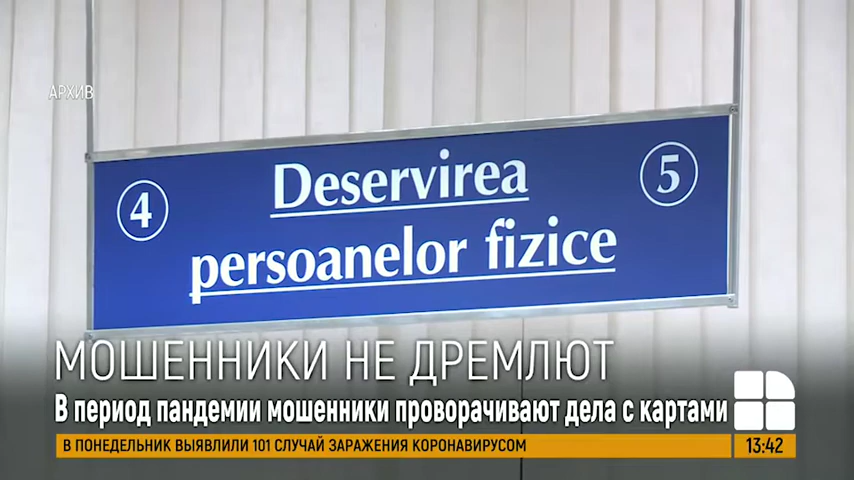 АРХИВ
4
Deservirea
5
persoanelor fizice
МОШЕННИКИ НЕ ДРЕМЛЮТ
В период пандемии мошенники проворачивают дела с картами
В ПОНЕДЕЛЬНИК ВЫЯВИЛИ 101 СЛУЧАЙ ЗАРАЖЕНИЯ КОРОНАВИРУСОМ
13:42